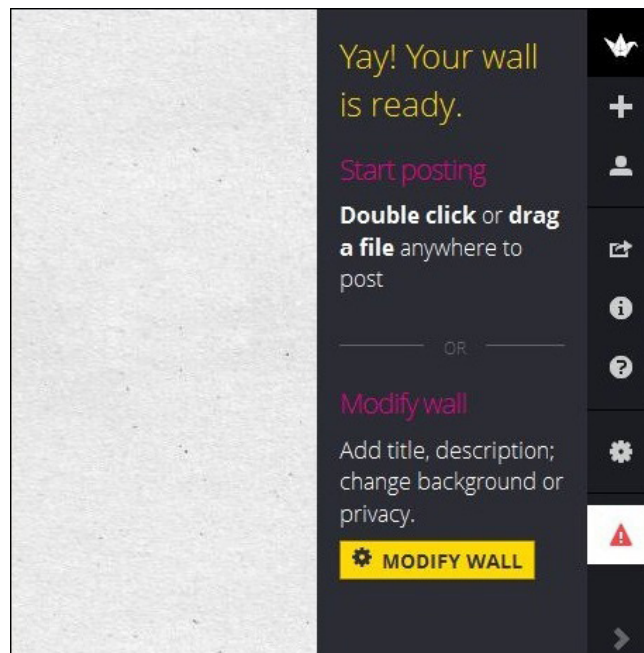 Yay! Your wall
is ready.
Start posting
Double click or drag
a file anywhere to
post
OR
Modify wall
Add title, description;
change background or
privacy.
MODIFY WALL